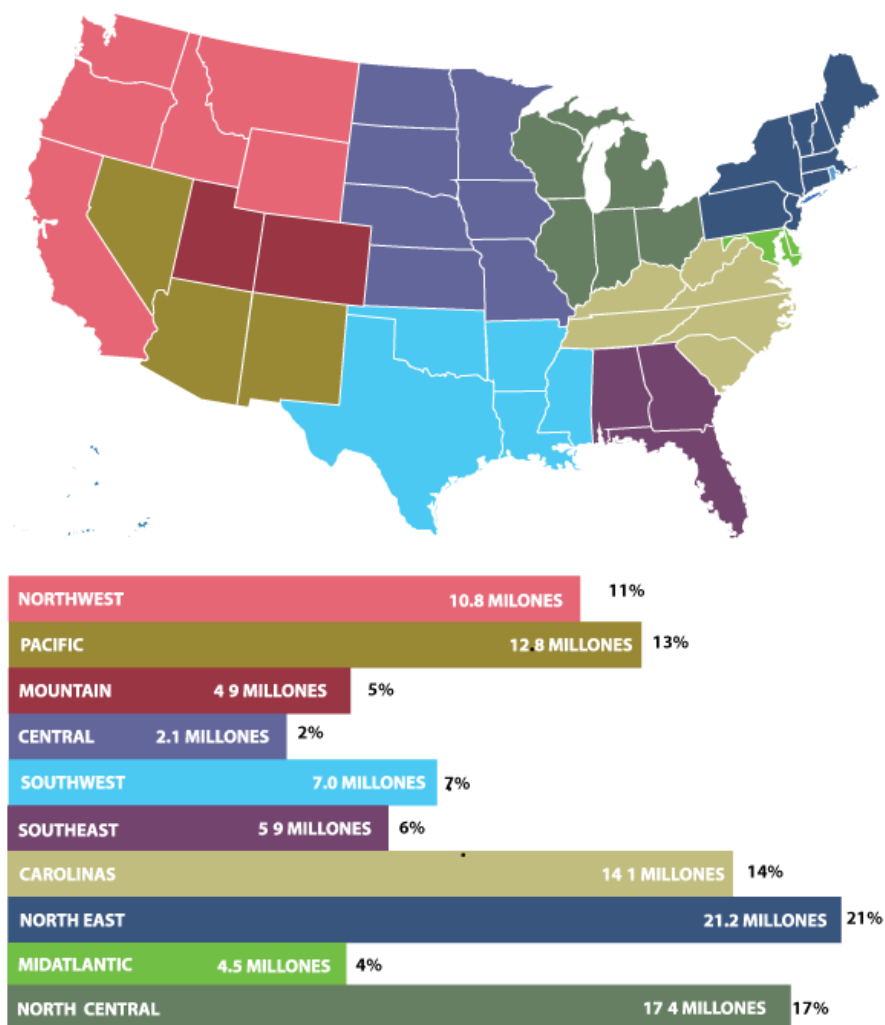 NORTHWEST 10.8 MILONES 11%
PACIFIC 12.8 MILLONES 13%
MOUNTAIN 4 9 MILLONES 5%
CENTRAL 2.1 MILLONES 2%
SOUTHWEST 7.0 MILLONES 7%
SOUTHEAST 5 9 MILLONES 6%
CAROLINAS 14 1 MILLONES 14%
NORTH EAST 21.2 MILLONES 21%
MIDATLANTIC 4.5 MILLONES 4%
NORTH CENTRAL 17 4 MILLONES 17%